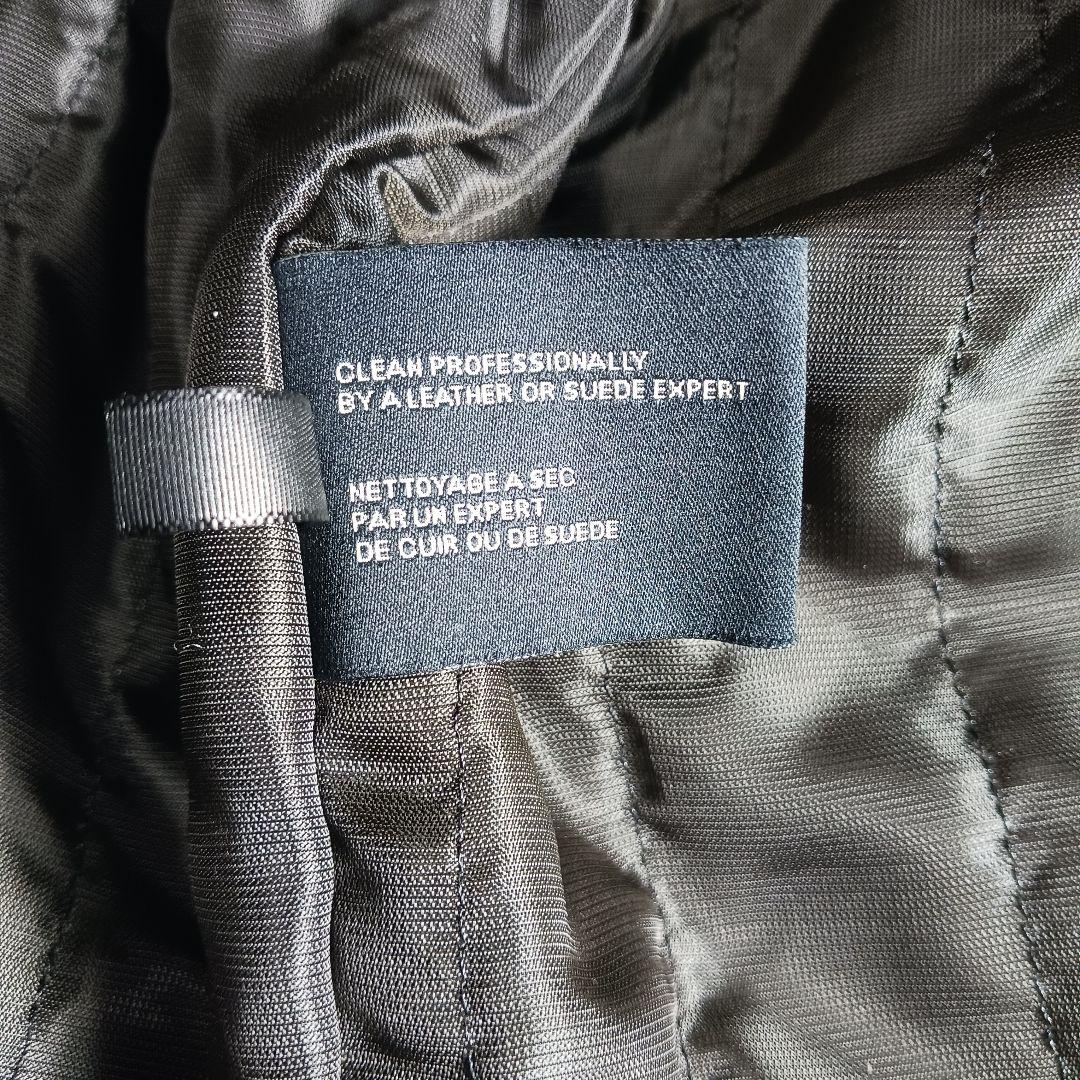 CLEAN PROFESSIONALLY
BY A LEATHER OR SUEDE EXPERT
NETTOYAGE A SEC
PAR UN EXPERT
DE CUIR OU DE SUEDE